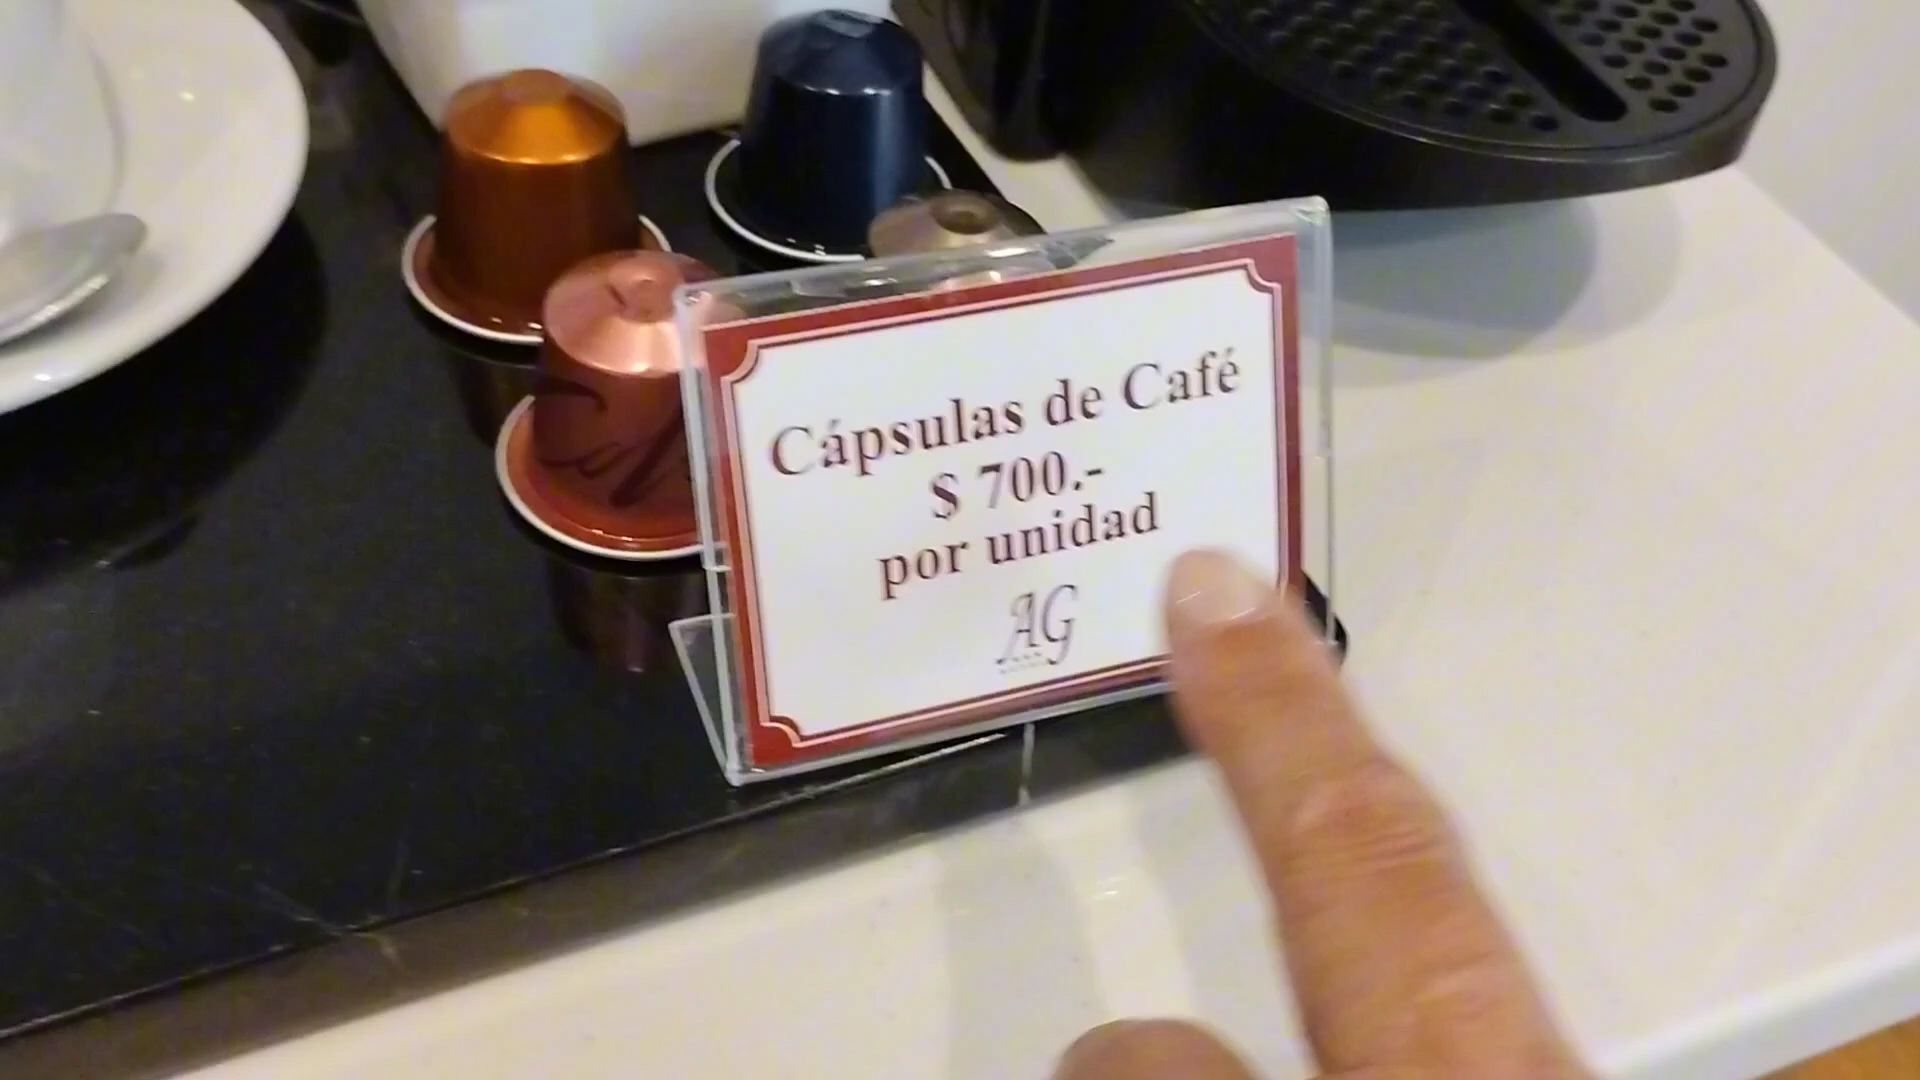 Cápsulas de Café
$ 700.-
por unidad
AG